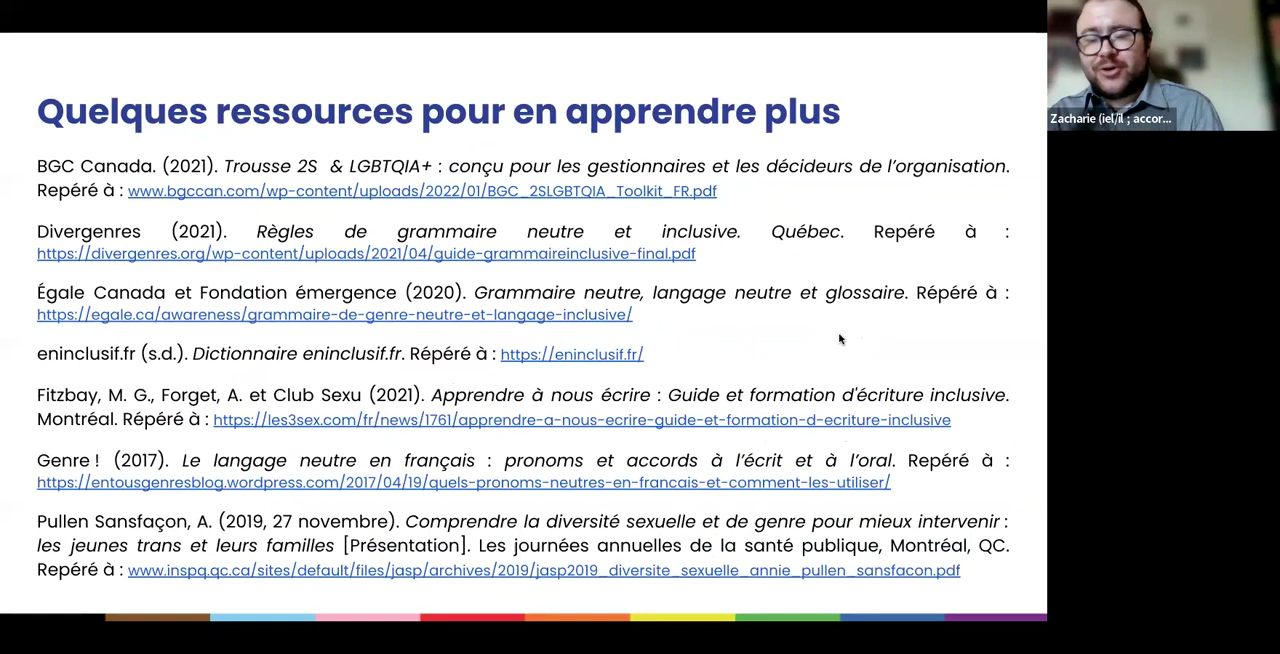 Quelques ressources pour en apprendre plus
BGC Canada. (2021). Trousse 2S & LGBTQIA+ : conçu pour les gestionnaires et les décideurs de l’organisation.
Repéré à : www.bgccan.com/wp-content/uploads/2022/01/BGC_2SLGBTQIA_Toolkit_FR.pdf
Divergenres (2021). Règles de grammaire neutre et inclusive. Québec. Repéré à :
https://divergenres.org/wp-content/uploads/2021/04/guide-grammaireinclusive-final.pdf
Égale Canada et Fondation émergence (2020). Grammaire neutre, langage neutre et glossaire. Répéré à :
https://egale.ca/awareness/grammaire-de-genre-neutre-et-langage-inclusive/
eninclusif.fr (s.d.). Dictionnaire eninclusif.fr. Répéré à : https://eninclusif.fr/
Fitzbay, M. G., Forget, A. et Club Sexu (2021). Apprendre à nous écrire : Guide et formation d'écriture inclusive.
Montréal. Répéré à : https://les3sex.com/fr/news/1761/apprendre-a-nous-ecrire-guide-et-formation-d-ecriture-inclusive
Genre ! (2017). Le langage neutre en français : pronoms et accords à l’écrit et à l’oral. Repéré à :
https://entousgenresblog.wordpress.com/2017/04/19/quels-pronoms-neutres-en-francais-et-comment-les-utiliser/
Pullen Sansfaçon, A. (2019, 27 novembre). Comprendre la diversité sexuelle et de genre pour mieux intervenir :
les jeunes trans et leurs familles [Présentation]. Les journées annuelles de la santé publique, Montréal, QC.
Repéré à : www.inspq.qc.ca/sites/default/files/jasp/archives/2019/jasp2019_diversite_sexuelle_annie_pullen_sansfacon.pdf
Zacharie (iel/il ; accor...